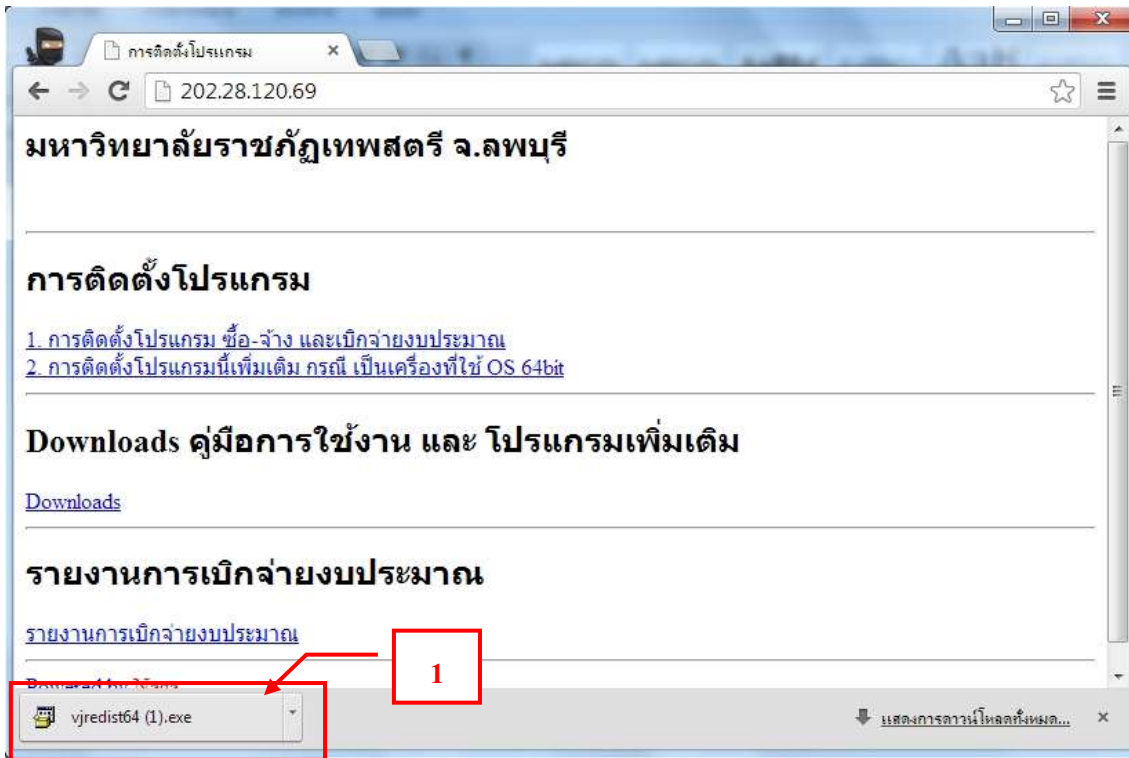 การติดตั้งโปรแกรม
202.28.120.69
มหาวิทยาลัยราชภัฏเทพสตรี จ.ลพบุรี
การติดตั้งโปรแกรม
1. การติดตั้งโปรแกรม ซื้อ-จ้าง และเบิกจ่ายงบประมาณ
2. การติดตั้งโปรแกรมนี้เพิ่มเติม กรณี เป็นเครื่องที่ใช้ OS 64bit
Downloads คู่มือการใช้งาน และ โปรแกรมเพิ่มเติม
Downloads
รายงานการเบิกจ่ายงบประมาณ
รายงานการเบิกจ่ายงบประมาณ
1
Powered by
vjredist64 (1).exe
แสดงการดาวน์โหลดทั้งหมด...